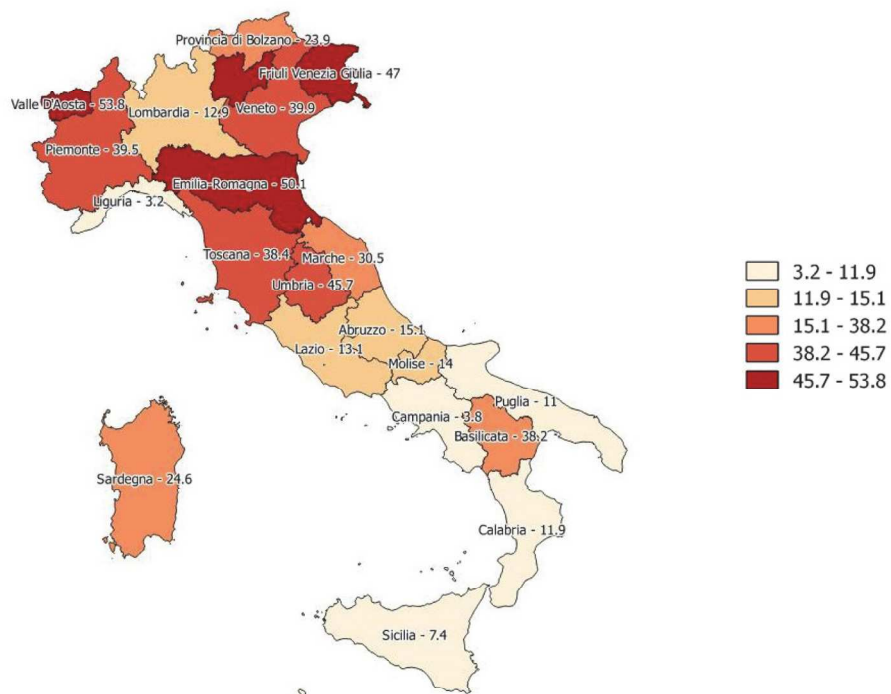 Provincia di Bolzano - 23.9
Friuli Venezia Giulia - 47
Valle D'Aosta - 53.8
Lombardia - 12.9
Veneto - 39.9
Piemonte - 39.5
Emilia-Romagna - 50.1
Liguria - 3.2
Toscana - 38.4
Marche - 30.5
Umbria - 45.7
Abruzzo - 15.1
Lazio - 13.1
Molise - 14
Puglia - 11
Campania - 3.8
Basilicata - 38.2
Sardegna - 24.6
Calabria - 11.9
Sicilia - 7.4
3.2 - 11.9
11.9 - 15.1
15.1 - 38.2
38.2 - 45.7
45.7 - 53.8